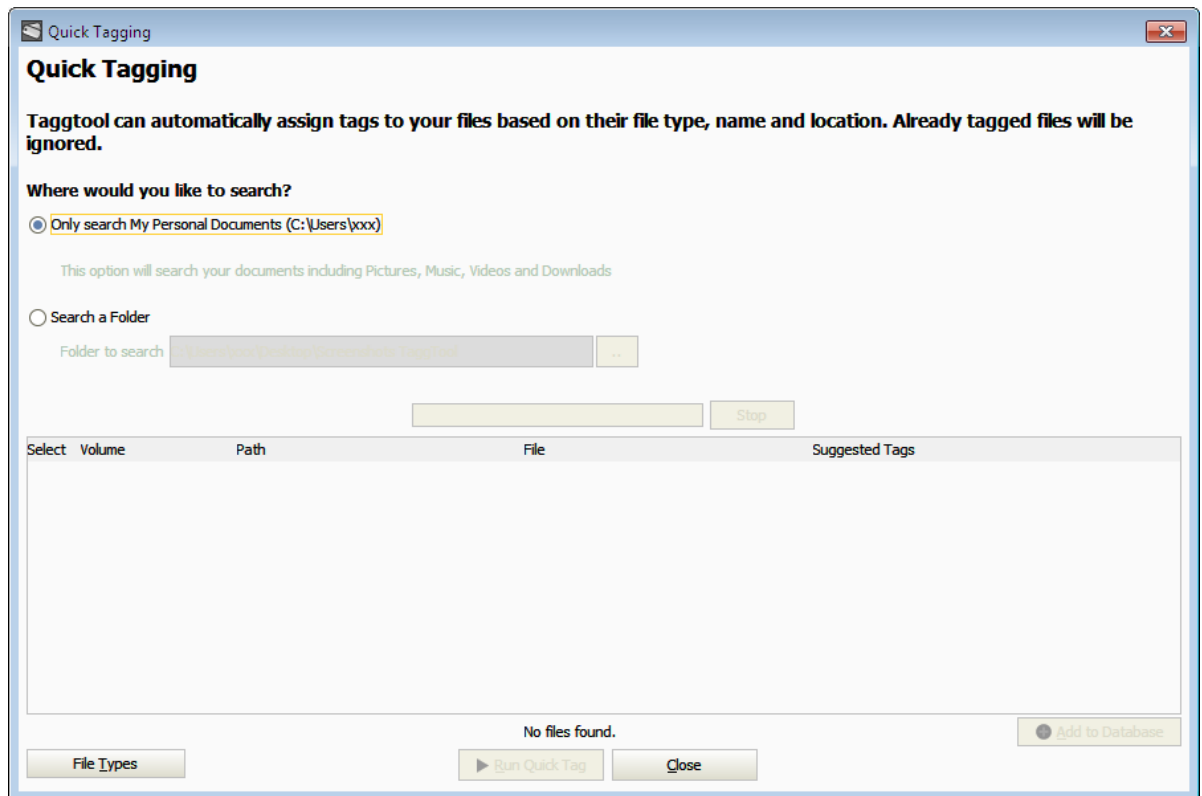 Quick Tagging
Quick Tagging
Taggtool can automatically assign tags to your files based on their file type, name and location. Already tagged files will be
ignored.
Where would you like to search?
Only search My Personal Documents (C:\Users\xxx)
This option will search your documents including Pictures, Music, Videos and Downloads
Search a Folder
Folder to search
..
Stop
Select Volume Path File Suggested Tags
No files found.
Add to Database
File Types Run Quick Tag Close